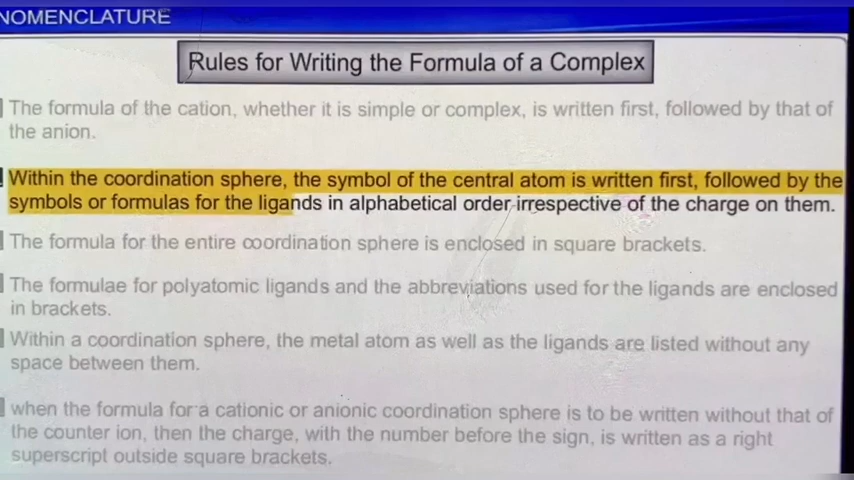 NOMENCLATURE
Rules for Writing the Formula of a Complex
The formula of the cation, whether it is simple or complex, is written first, followed by that of
the anion.
Within the coordination sphere, the symbol of the central atom is written first, followed by the
symbols or formulas for the ligands in alphabetical order irrespective of the charge on them.
The formula for the entire coordination sphere is enclosed in square brackets.
The formulae for polyatomic ligands and the abbreviations used for the ligands are enclosed
in brackets.
Within a coordination sphere, the metal atom as well as the ligands are listed without any
space between them.
when the formula for a cationic or anionic coordination sphere is to be written without that of
the counter ion, then the charge, with the number before the sign, is written as a right
superscript outside square brackets.